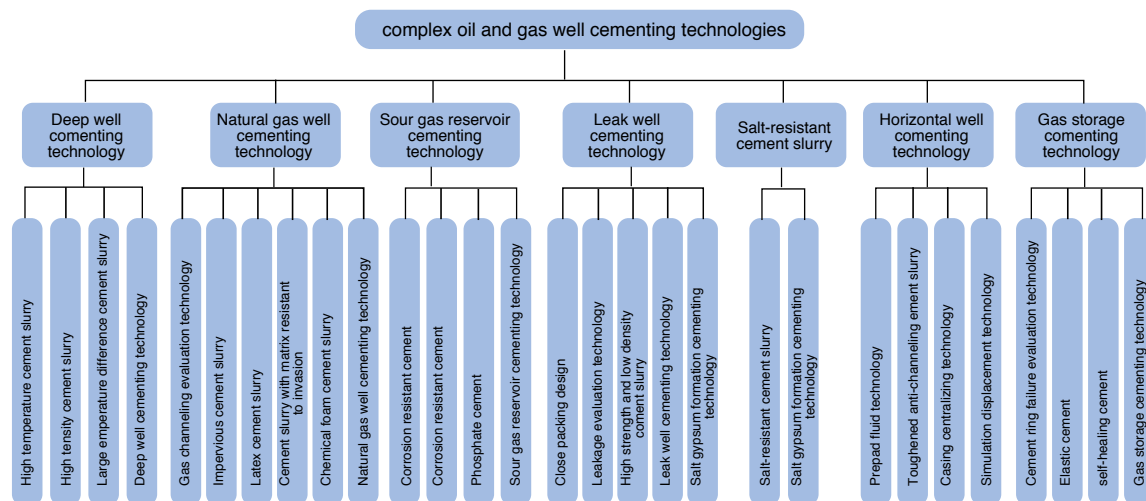 complex oil and gas well cementing technologies
Deep well
comenting
technology
Natural gas well
cementing
technology
Sour gas reservoir
cementing
technology
Leak well
cementing
technology
Salt-resistant
cement slurry
Horizontal well
comenting
technology
Gas storage
comenting
technology
High temperature cement slurry
High tensity cement slurry
Large emperature difference cement slurry
Deep well cementing technology
Gas channeling evaluation technology
Impervious cement slurry
Latex cement slurry
Cement slurry with matrix resistant
to invasion
Chemical foam cement slurry
Natural gas well cementing technology
Corrosion resistant cement
Corrosion resistant cement
Phosphate cement
Sour gas reservoir cementing technology
Close packing design
Leakage evaluation technology
High strength and low density
coment slurry
Leak well cementing technology
Salt gypsum formation cementing
technology
Salt-resistant cement slurry
Salt gypsum formation cementing
technology
Prepad fluid technology
Toughened anti-channeling ement slurry
Casing centralizing technology
Simulation displacement technology
Cement ring failure evaluation technology
Elastic cement
self-healing cement
Gas storage cementing technology